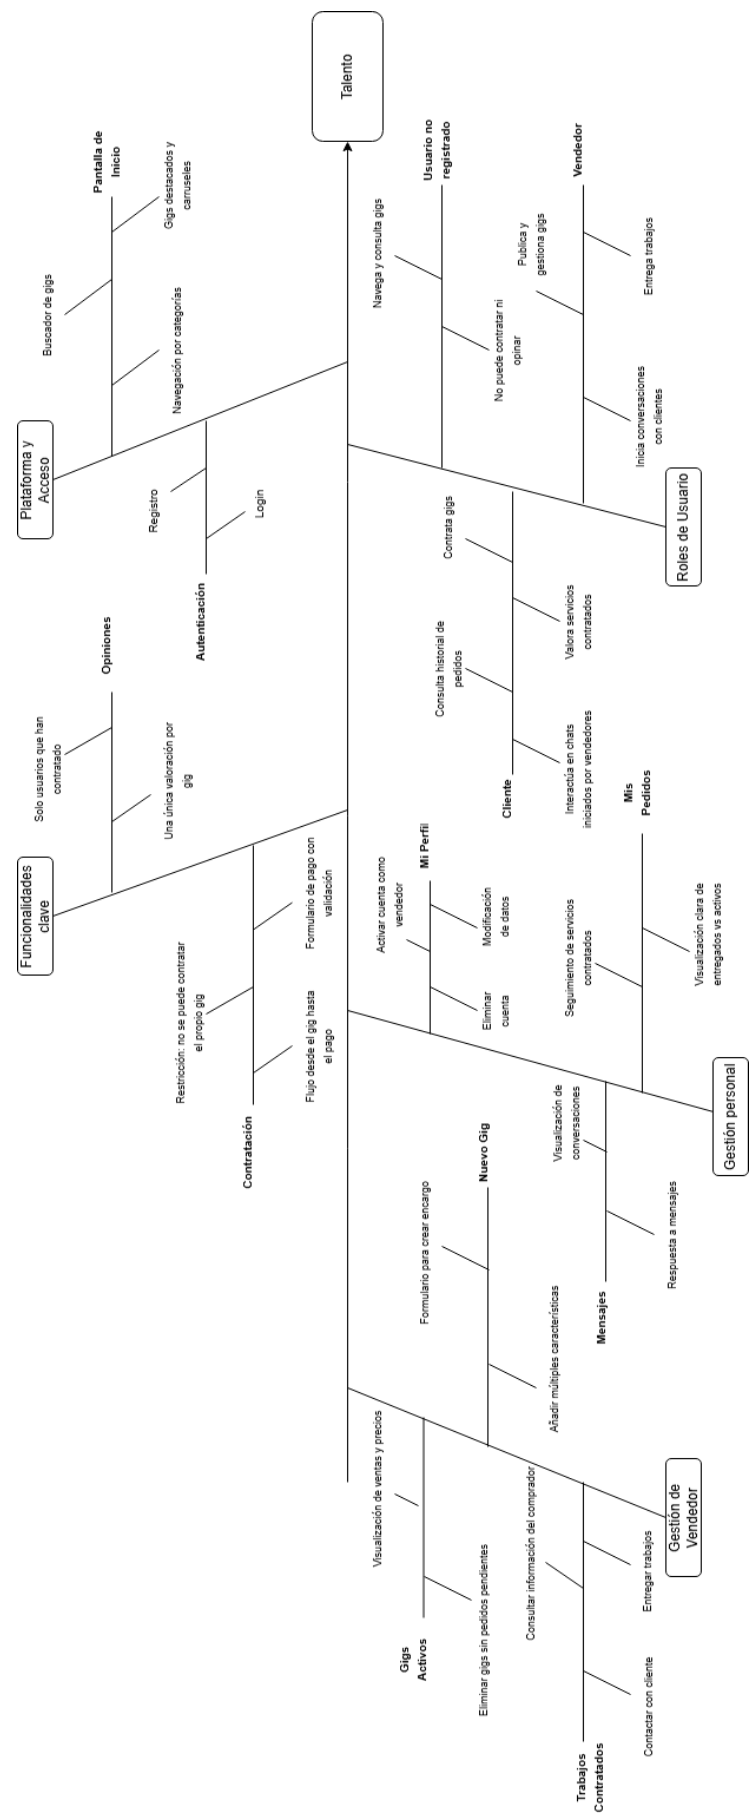 Talento
Plataforma y
Acceso
Pantalla de
Inicio
Buscador de gigs
Gigs destacados y
carruseles
Navegación por categorías
Autenticación
Registro
Login
Funcionalidades
clave
Opiniones
Solo usuarios que han
contratado
Una única valoración por
gig
Contratación
Restricción: no se puede contratar
el propio gig
Formulario de pago con
validación
Flujo desde el gig hasta
el pago
Roles de Usuario
Usuario no
registrado
Navega y consulta gigs
No puede contratar ni
opinar
Vendedor
Publica y
gestiona gigs
Entrega trabajos
Inicia conversaciones
con clientes
Cliente
Contrata gigs
Consulta historial de
pedidos
Valora servicios
contratados
Interactúa en chats
iniciados por vendedores
Gestión personal
Mi Perfil
Activar cuenta como
vendedor
Modificación
de datos
Eliminar
cuenta
Mis
Pedidos
Seguimiento de servicios
contratados
Visualización clara de
entregados vs activos
Mensajes
Visualización de
conversaciones
Respuesta a mensajes
Gestión de
Vendedor
Nuevo Gig
Formulario para crear encargo
Añadir múltiples características
Gigs
Activos
Visualización de ventas y precios
Eliminar gigs sin pedidos pendientes
Trabajos
Contratados
Consultar información del comprador
Entregar trabajos
Contactar con cliente